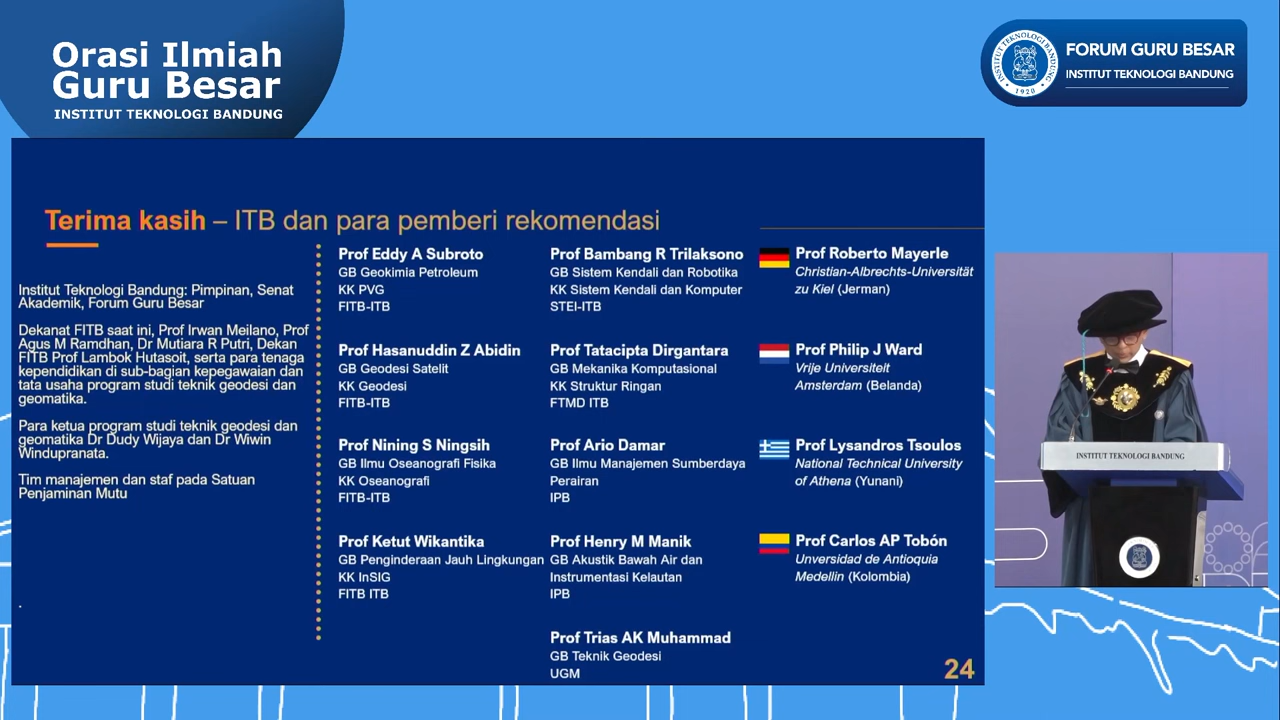 Orasi Ilmiah
Guru Besar
INSTITUT TEKNOLOGI BANDUNG
INSTITUT TEKNOLOGI BANDUNG
1920
FORUM GURU BESAR
INSTITUT TEKNOLOGI BANDUNG
Terima kasih – ITB dan para pemberi rekomendasi
Institut Teknologi Bandung: Pimpinan, Senat
Akademik, Forum Guru Besar
Dekanat FITB saat ini, Prof Irwan Meilano, Prof
Agus M Ramdhan, Dr Mutiara R Putri, Dekan
FITB Prof Lambok Hutasoit, serta para tenaga
kependidikan di sub-bagian kepegawaian dan
tata usaha program studi teknik geodesi dan
geomatika.
Para ketua program studi teknik geodesi dan
geomatika Dr Dudy Wijaya dan Dr Wiwin
Windupranata.
Tim manajemen dan staf pada Satuan
Penjaminan Mutu
.
Prof Eddy A Subroto
GB Geokimia Petroleum
KK PVG
FITB-ITB
Prof Hasanuddin Z Abidin
GB Geodesi Satelit
KK Geodesi
FITB-ITB
Prof Nining S Ningsih
GB Ilmu Oseanografi Fisika
KK Oseanografi
FITB-ITB
Prof Ketut Wikantika
GB Penginderaan Jauh Lingkungan
KK InSIG
FITB ITB
Prof Bambang R Trilaksono
GB Sistem Kendali dan Robotika
KK Sistem Kendali dan Komputer
STEI-ITB
Prof Tatacipta Dirgantara
GB Mekanika Komputasional
KK Struktur Ringan
FTMD ITB
Prof Ario Damar
GB Ilmu Manajemen Sumberdaya
Perairan
IPB
Prof Henry M Manik
GB Akustik Bawah Air dan
Instrumentasi Kelautan
IPB
Prof Trias AK Muhammad
GB Teknik Geodesi
UGM
Prof Roberto Mayerle
Christian-Albrechts-Universität
zu Kiel (Jerman)
Prof Philip J Ward
Vrije Universiteit
Amsterdam (Belanda)
Prof Lysandros Tsoulos
National Technical University
of Athena (Yunani)
Prof Carlos AP Tobón
Unversidad de Antioquia
Medellin (Kolombia)
24
INSTITUT TEKNOLOGI BANDUNG